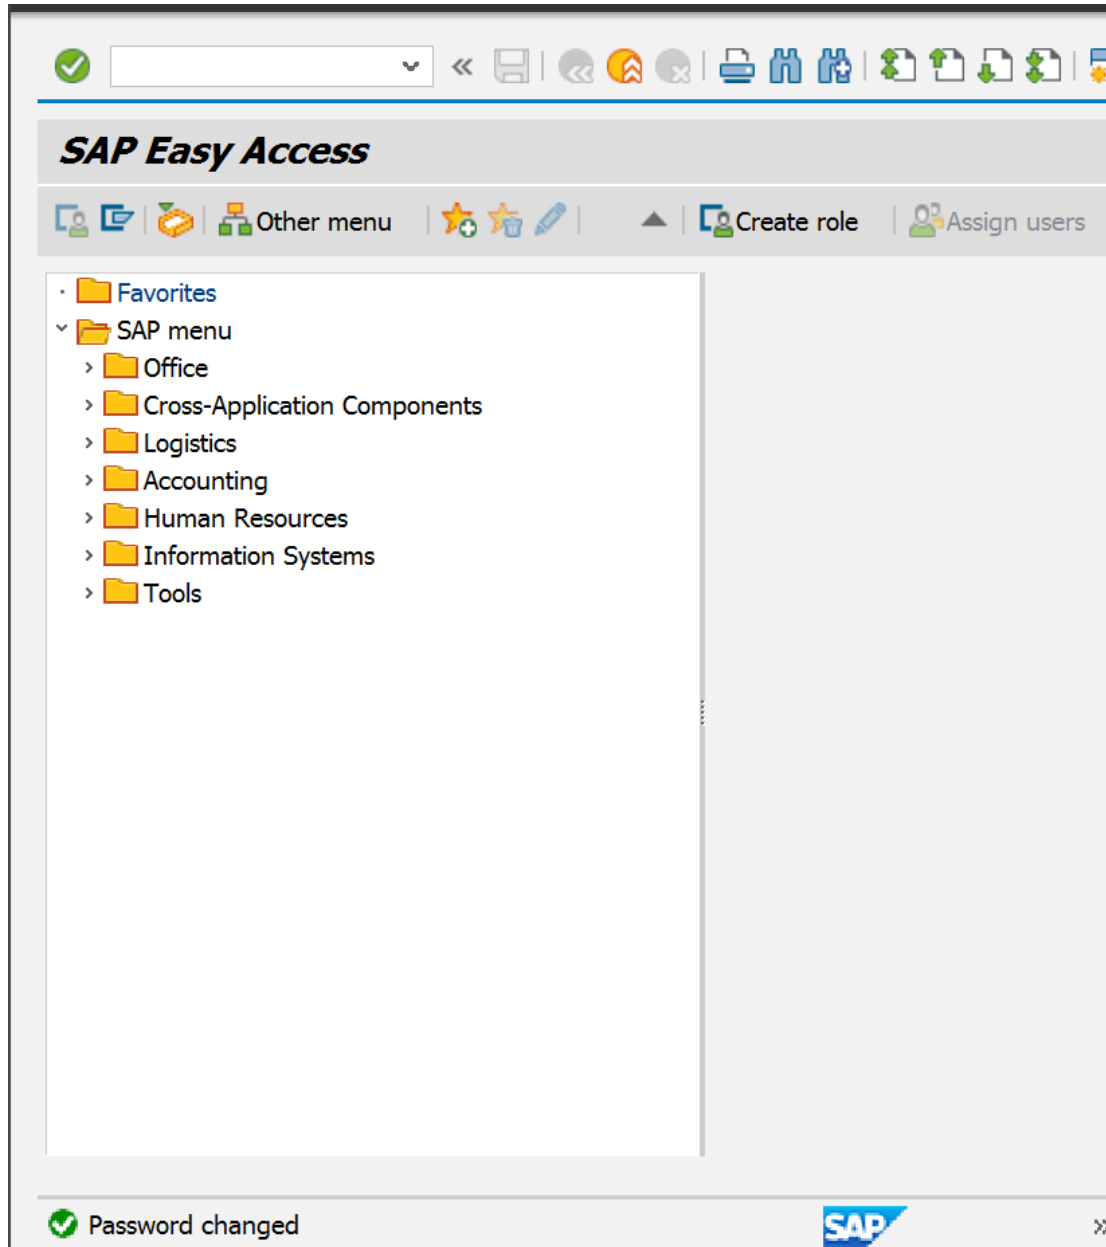 SAP Easy Access
Other menu Create role Assign users
Favorites
SAP menu
Office
Cross-Application Components
Logistics
Accounting
Human Resources
Information Systems
Tools
Password changed SAP